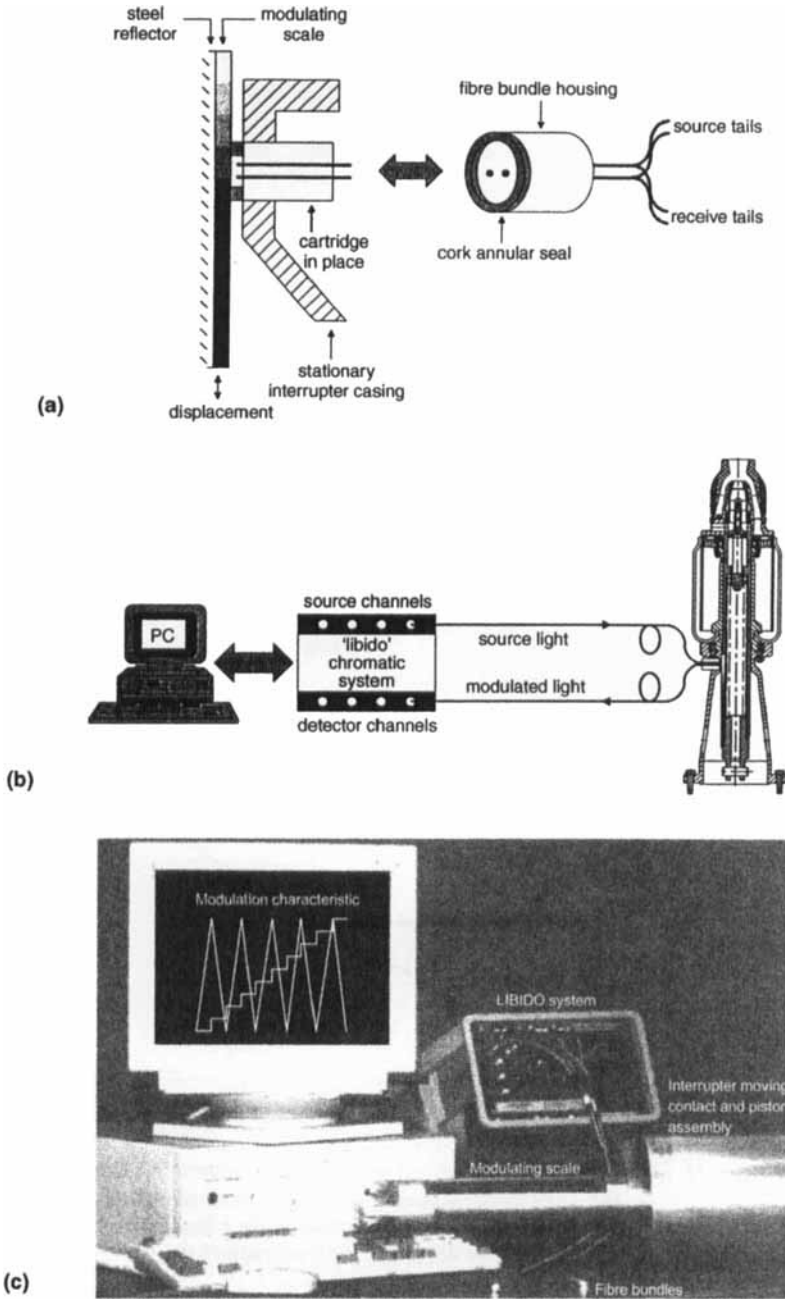 steel
reflector
modulating
scale
fibre bundle housing
source tails
receive tails
cartridge
in place
cork annular seal
stationary
interrupter casing
displacement
(a)
source channels
PC
'libido'
chromatic
system
source light
modulated light
detector channels
(b)
Modulation characteristic
LIBIDO system
Interrupter moving
contact and piston
assembly
Modulating scale
Fibre bundles
(c)